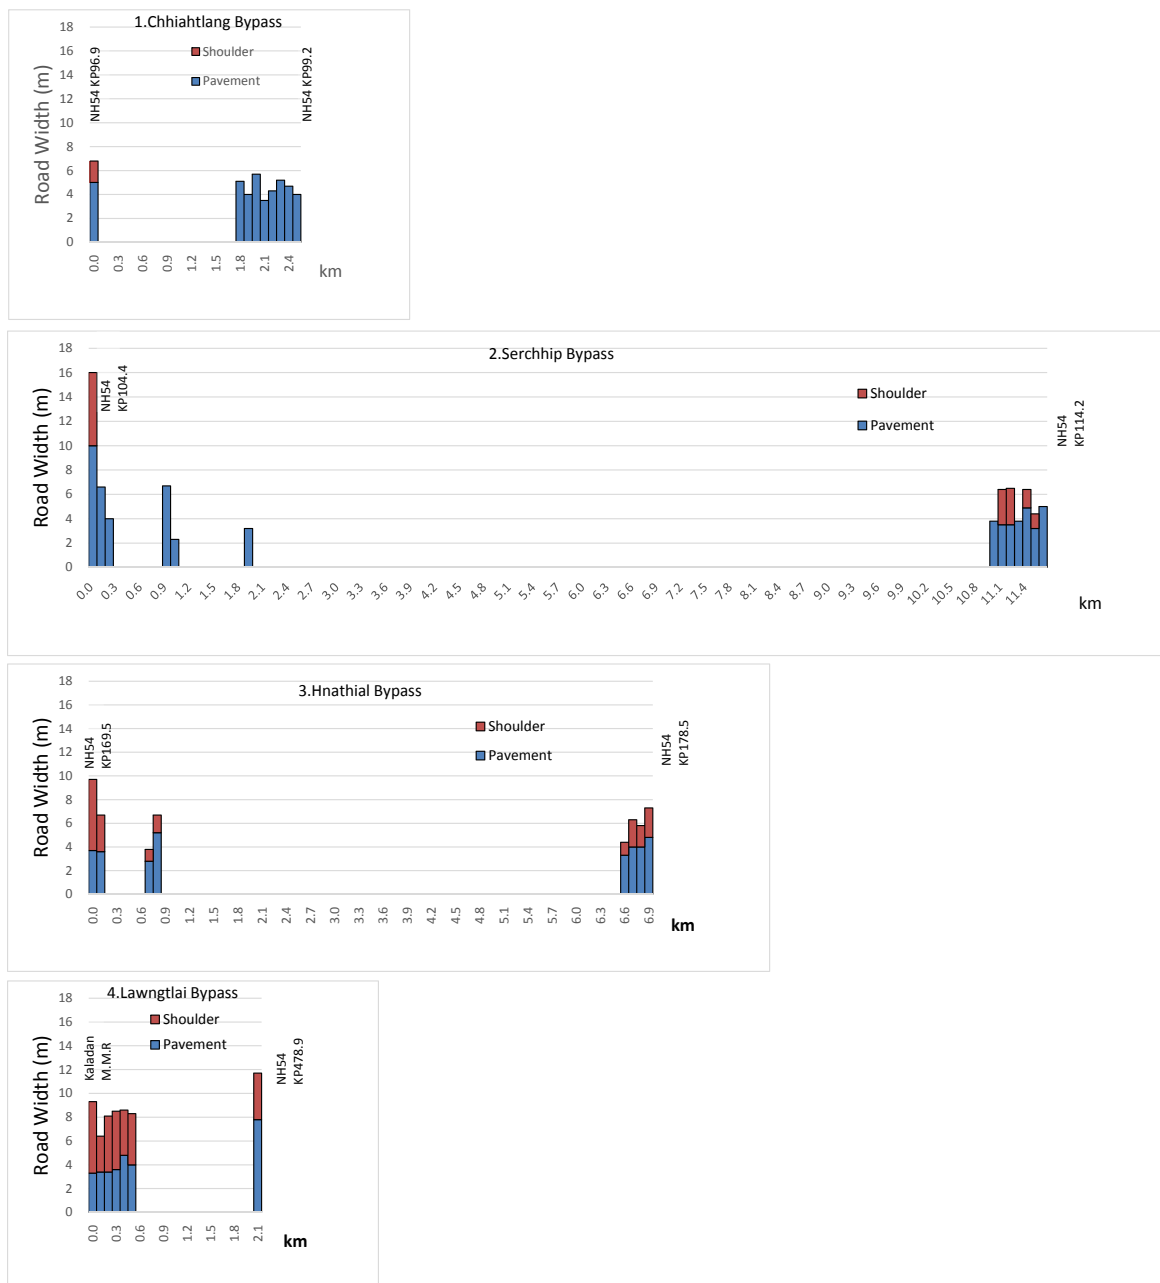 1.Chhiahtlang Bypass
Shoulder
Pavement
NH54 KP96.9
NH54 KP99.2
Road Width (m)
18
16
14
12
10
8
6
4
2
0
0.0 0.3 0.6 0.9 1.2 1.5 1.8 2.1 2.4
km
2.Serchhip Bypass
Shoulder
Pavement
NH54
KP104.4
NH54
KP114.2
Road Width (m)
18
16
14
12
10
8
6
4
2
0
0.0 0.3 0.6 0.9 1.2 1.5 1.8 2.1 2.4 2.7 3.0 3.3 3.6 3.9 4.2 4.5 4.8 5.1 5.4 5.7 6.0 6.3 6.6 6.9 7.2 7.5 7.8 8.1 8.4 8.7 9.0 9.3 9.6 9.9 10.2 10.5 10.8 11.1 11.4
km
3.Hnathial Bypass
Shoulder
Pavement
NH54
KP169.5
NH54
KP178.5
Road Width (m)
18
16
14
12
10
8
6
4
2
0
0.0 0.3 0.6 0.9 1.2 1.5 1.8 2.1 2.4 2.7 3.0 3.3 3.6 3.9 4.2 4.5 4.8 5.1 5.4 5.7 6.0 6.3 6.6 6.9
km
4.Lawngtlai Bypass
Shoulder
Pavement
Kaladan
M.M.R
NH54
KP478.9
Road Width (m)
18
16
14
12
10
8
6
4
2
0
0.0 0.3 0.6 0.9 1.2 1.5 1.8 2.1
km